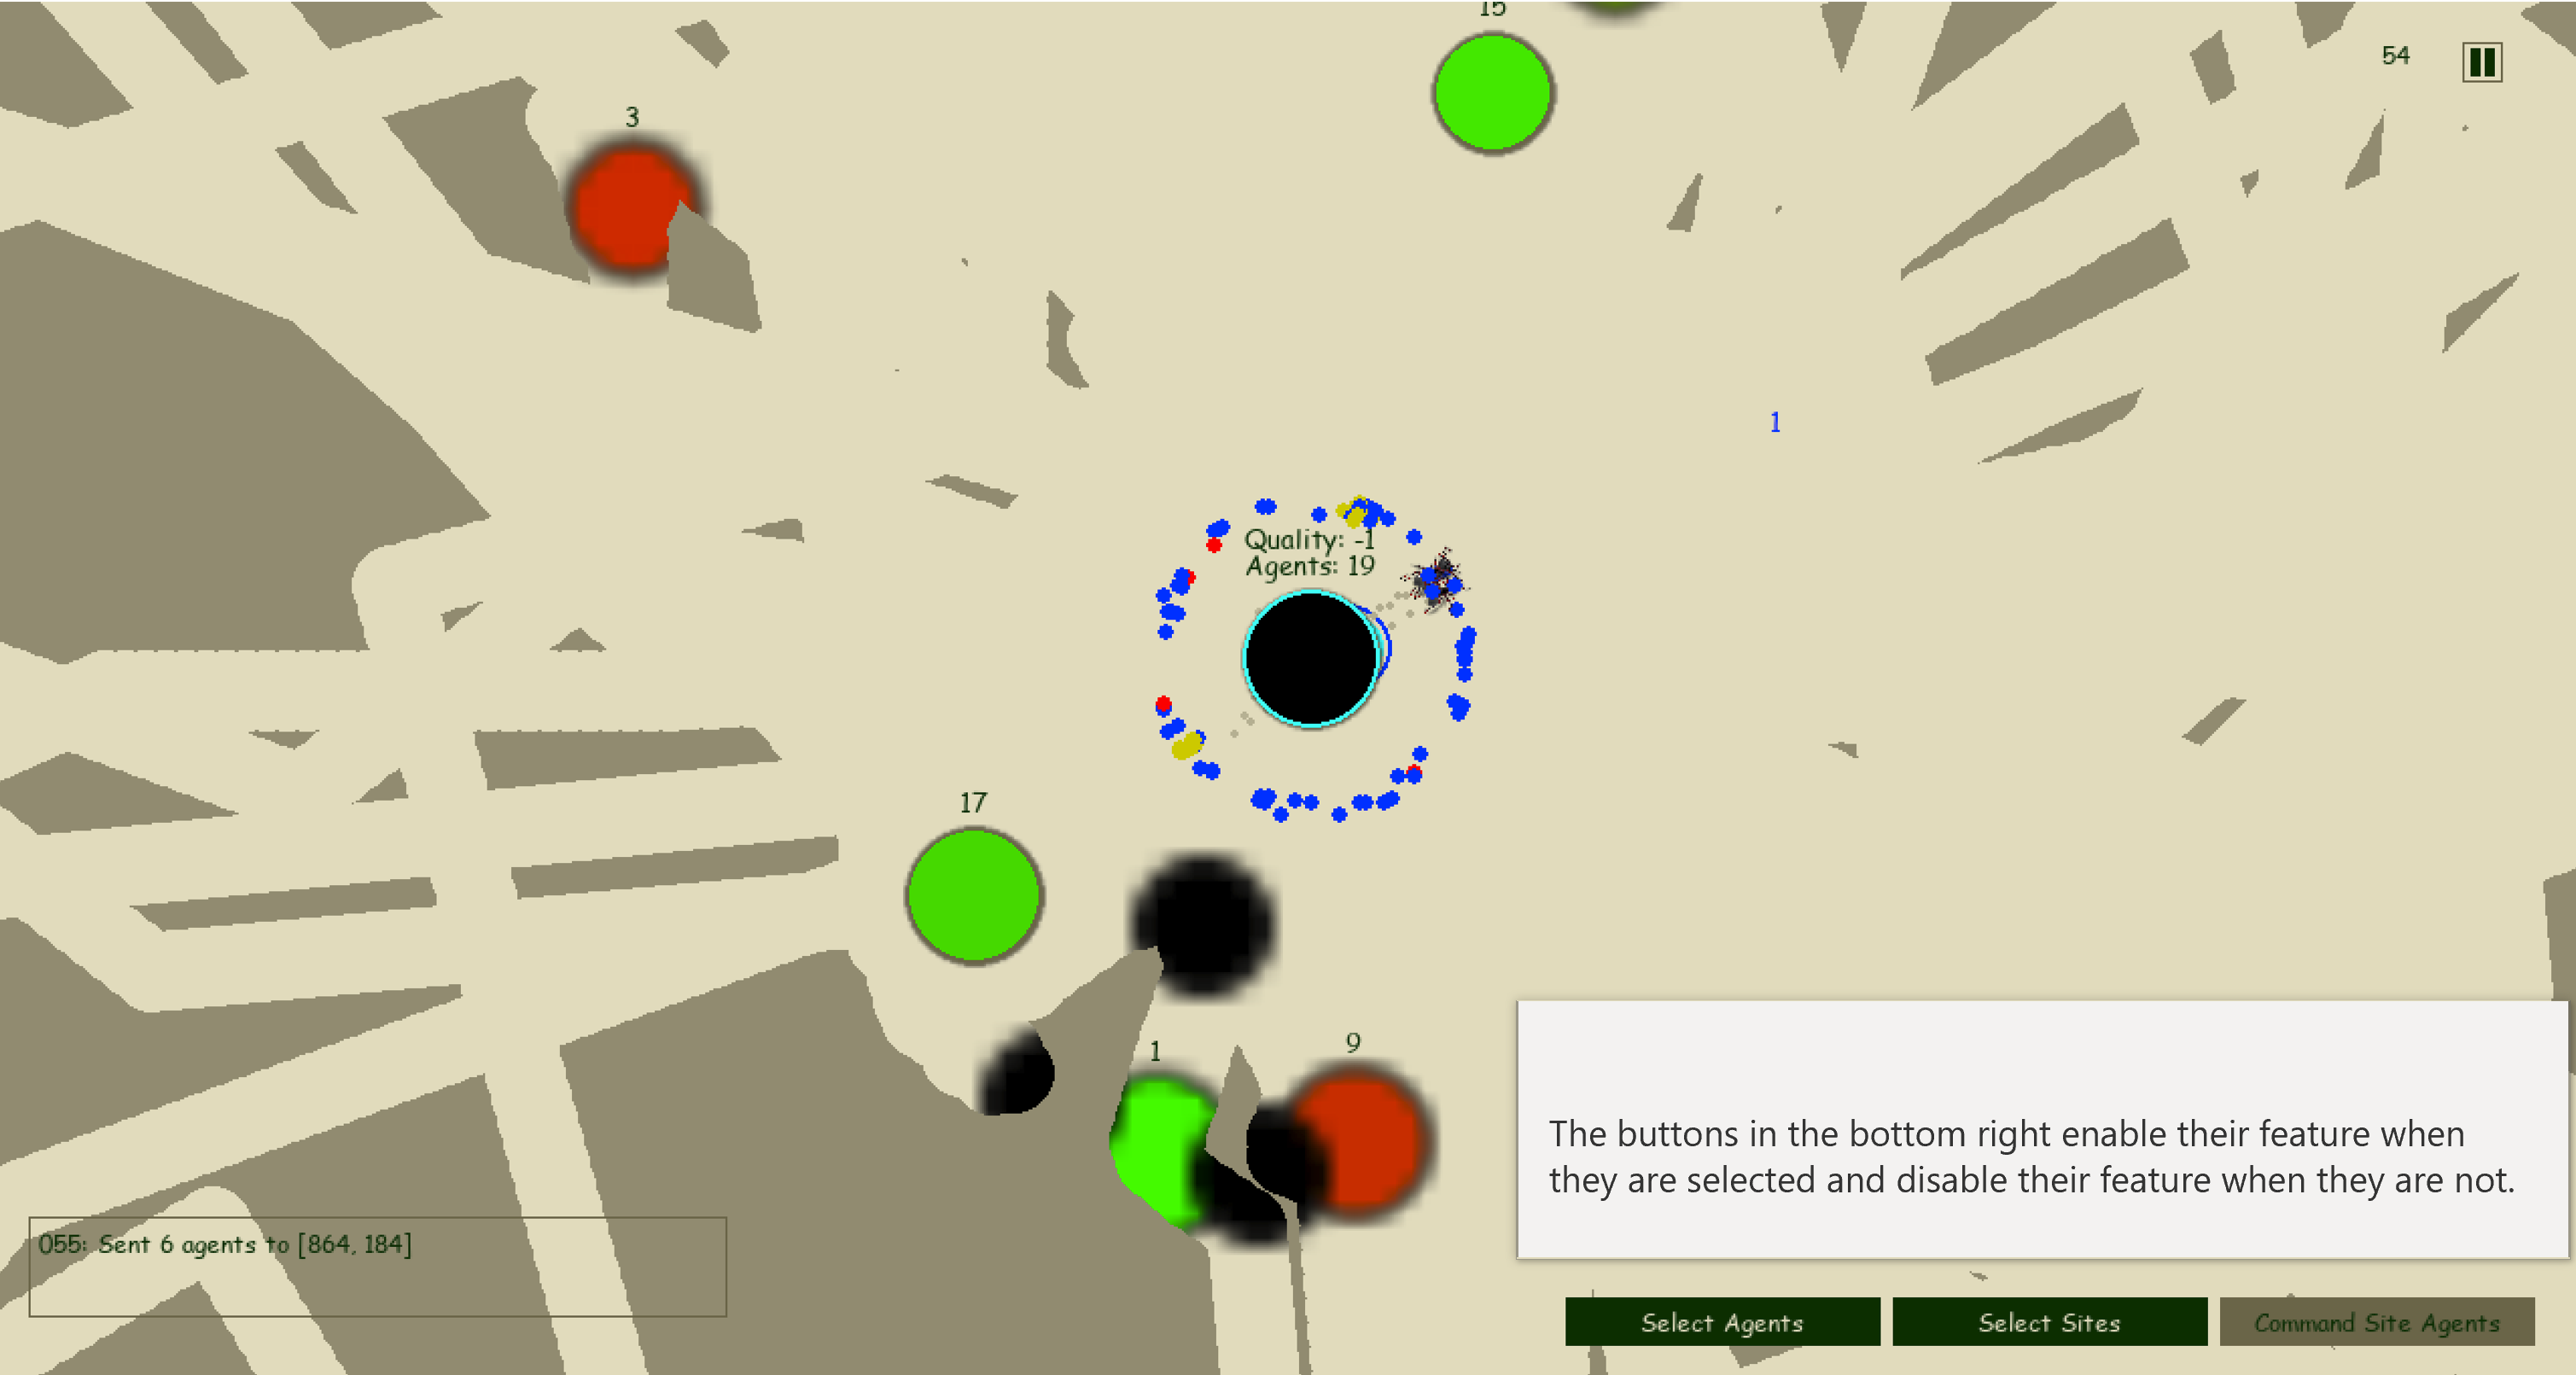 15
54
3
1
Quality: -1
Agents: 19
17
9
1
The buttons in the bottom right enable their feature when
they are selected and disable their feature when they are not.
055: Sent 6 agents to [864, 184]
Select Agents
Select Sites
Command Site Agents